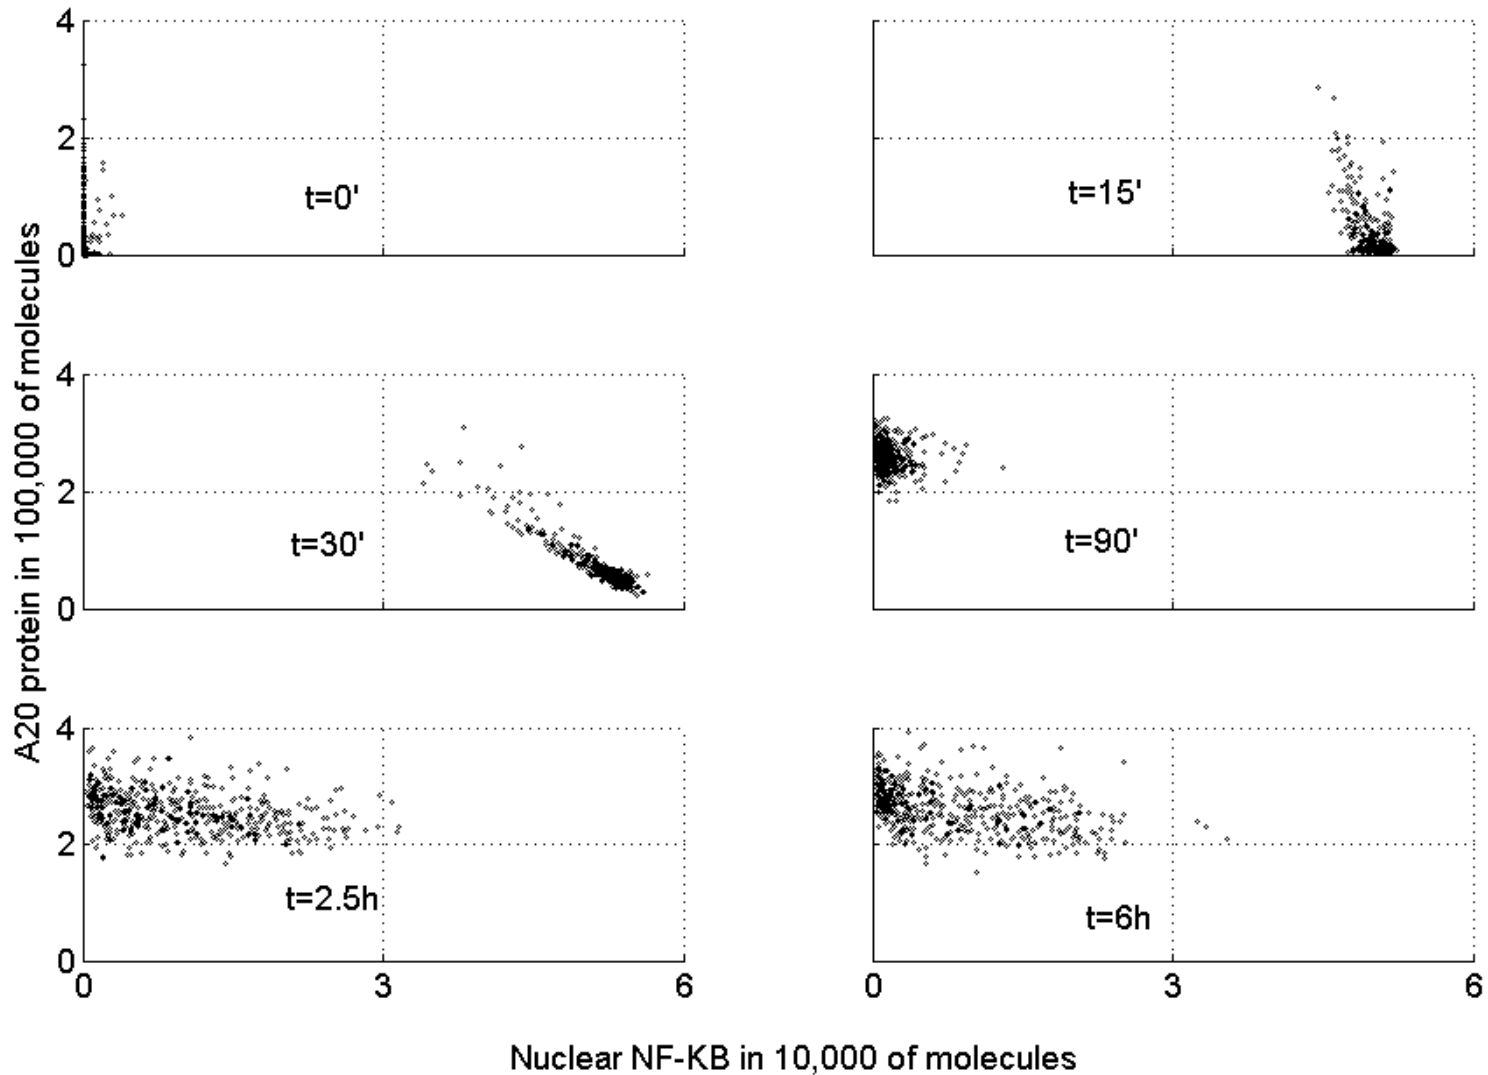 A20 protein in 100,000 of molecules
4
2
0
t=0'
t=15'
4
2
0
t=30'
t=90'
4
2
0
t=2.5h
t=6h
0 3 6
0 3 6
Nuclear NF-KB in 10,000 of molecules